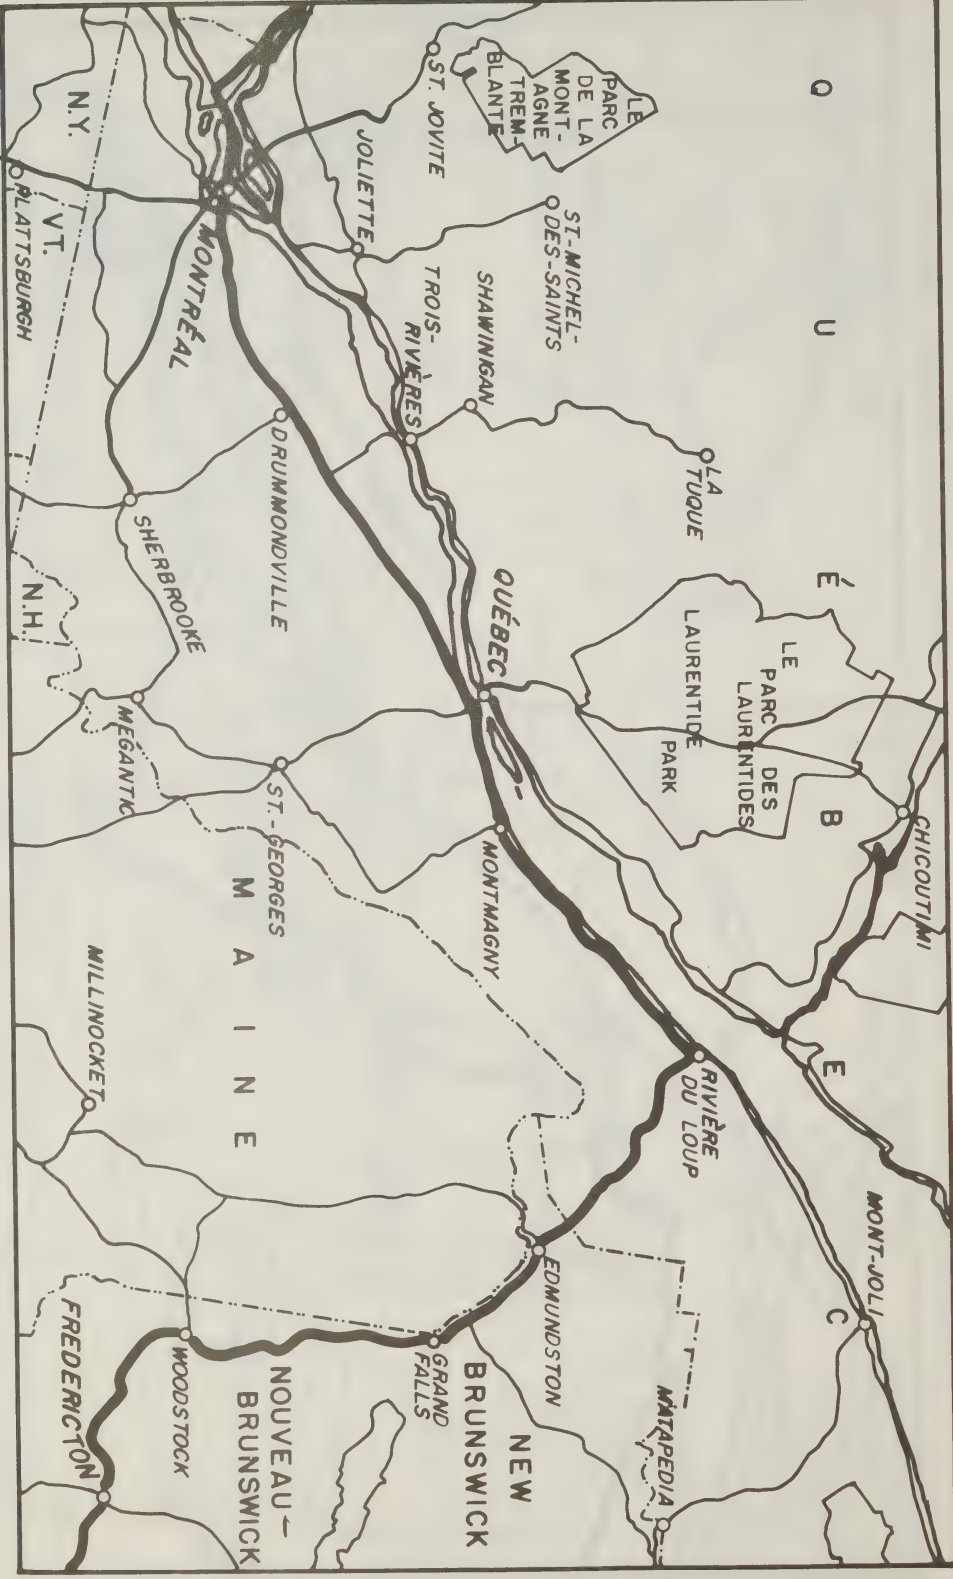 Q U É B E C
LE
PARC
DE LA
MONT-
AGNE
TREM-
BLANTE
ST. JOVITE
JOLIETTE
ST-MICHEL-
DES-SAINTS
SHAWINIGAN
TROIS-
RIVIÈRES
LA
TUQUE
LE
PARC DES
LAURENTIDES
LAURENTIDE
PARK
CHICOUTIMI
QUÉBEC
MONTRÉAL
N.Y.
VT.
PLATTSBURGH
DRUMMONDVILLE
SHERBROOKE
N.H.
MEGANTIC
ST.-GEORGES
MONTMAGNY
RIVIÈRE
DU LOUP
MONT-JOLI
MATAPEDIA
EDMUNDSTON
GRAND
FALLS
NEW
BRUNSWICK
NOUVEAU-
BRUNSWICK
WOODSTOCK
FREDERICTON
M A I N E
MILLINOCKET